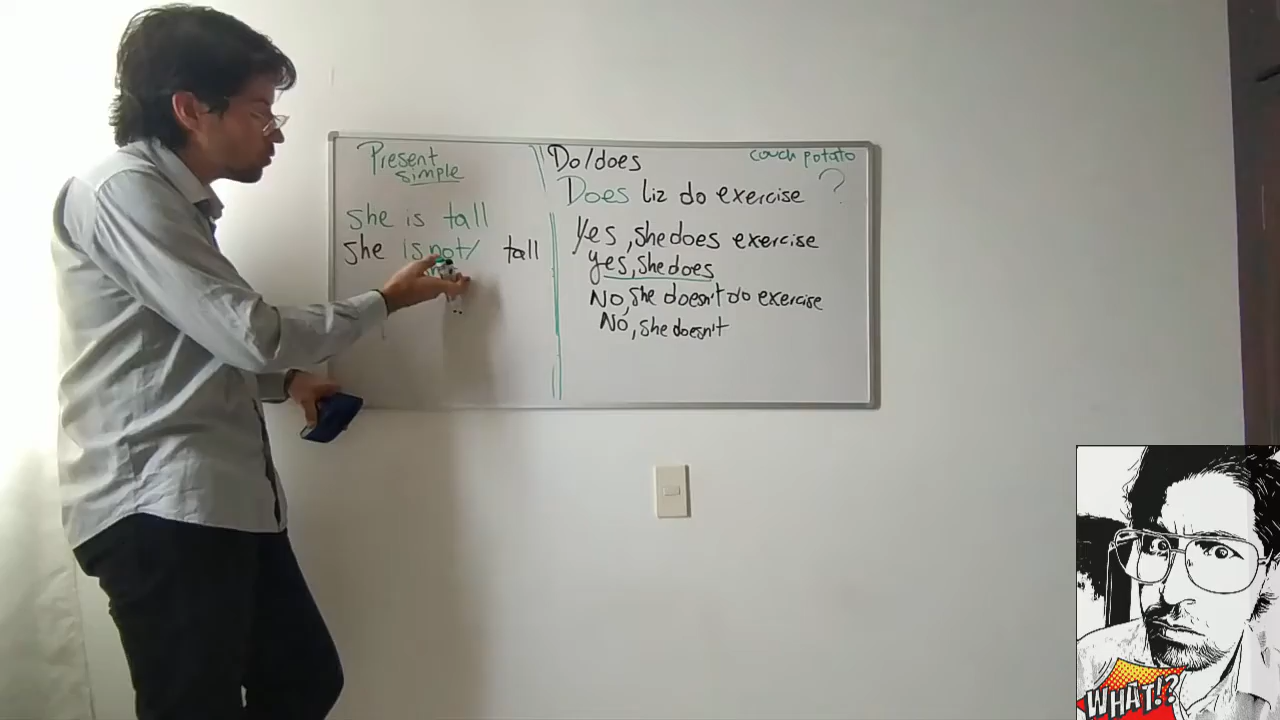 Present
simple
she is tall
she is not/ tall
Do/does
couch potato
Does liz do exercise ?
Yes, she does exercise
yes, she does
No, she doesn't do exercise
No, she doesn't
WHAT!?